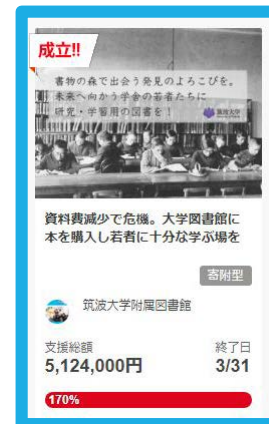 成立!!
書物の森で出会う発見のよろこびを。
未来へ向かう学舎の若者たちに
研究・学習用の図書を!
筑波大学
資料費減少で危機。大学図書館に
本を購入し若者に十分な学ぶ場を
寄附型
筑波大学附属図書館
支援総額
終了日
5,124,000円
3/31
170%